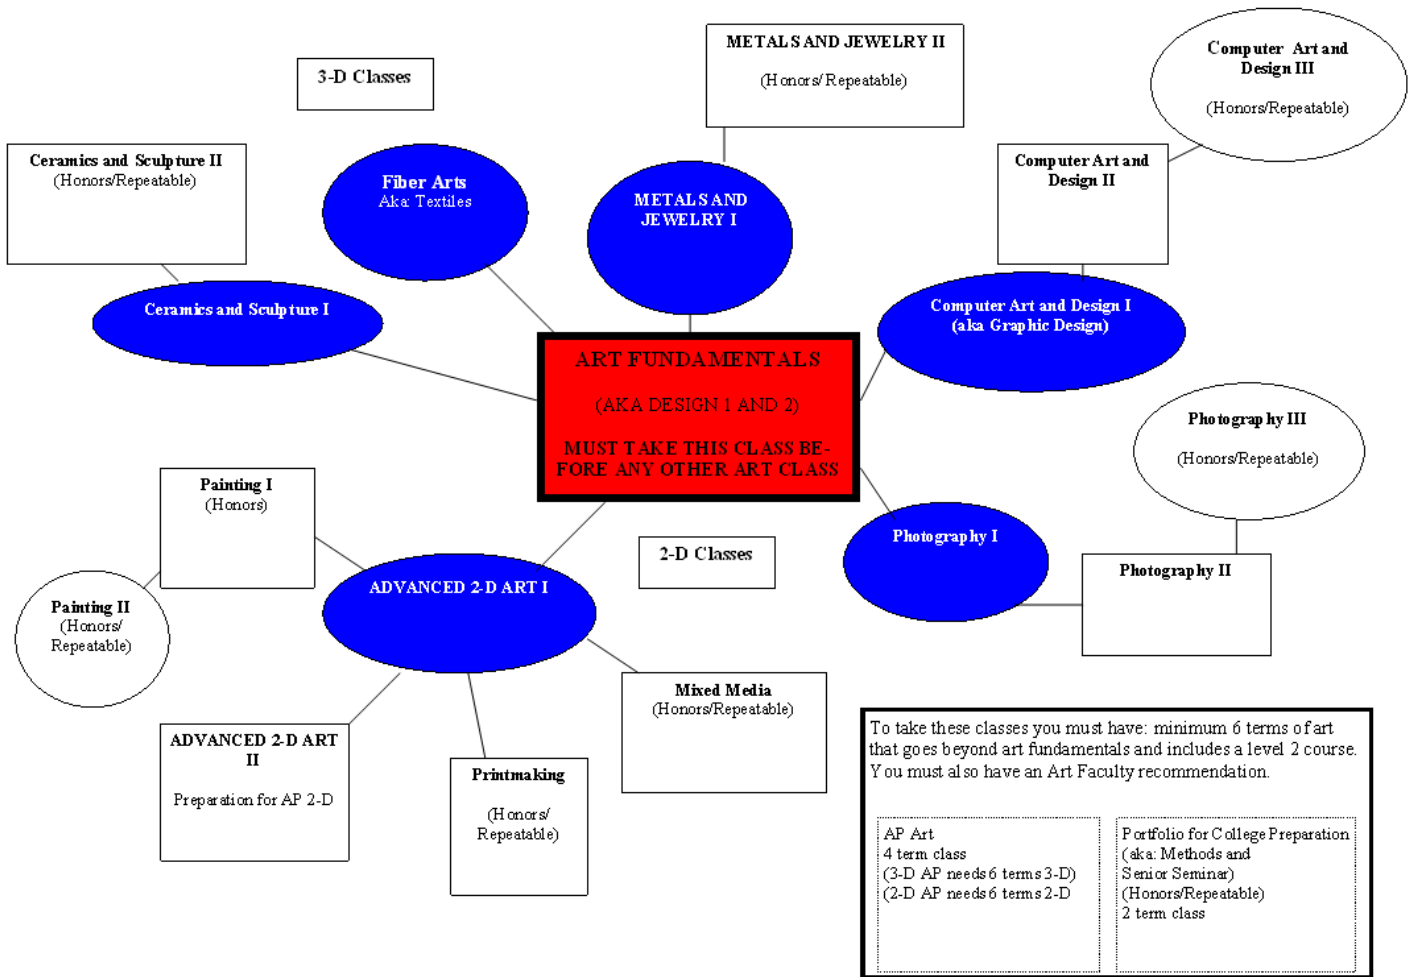 3-D Classes
METALS AND JEWELRY II
(Honors/ Repeatable)
Computer Art and
Design III
(Honors/Repeatable)
Ceramics and Sculpture II
(Honors/Repeatable)
Fiber Arts
Aka: Textiles
METALS AND
JEWELRY I
Computer Art and
Design II
Ceramics and Sculpture I
Computer Art and Design I
(aka Graphic Design)
ART FUNDAMENTALS
(AKA DESIGN 1 AND 2)
MUST TAKE THIS CLASS BE-
FORE ANY OTHER ART CLASS
Photography III
(Honors/Repeatable)
Painting I
(Honors)
Photography I
2-D Classes
Photography II
ADVANCED 2-D ART I
Painting II
(Honors/
Repeatable)
Mixed Media
(Honors/Repeatable)
ADVANCED 2-D ART
II
Preparation for AP 2-D
Printmaking
(Honors/
Repeatable)
To take these classes you must have: minimum 6 terms of art
that goes beyond art fundamentals and includes a level 2 course.
You must also have an Art Faculty recommendation.
AP Art
4 term class
(3-D AP needs 6 terms 3-D)
(2-D AP needs 6 terms 2-D
Portfolio for College Preparation
(aka: Methods and
Senior Seminar)
(Honors/Repeatable)
2 term class